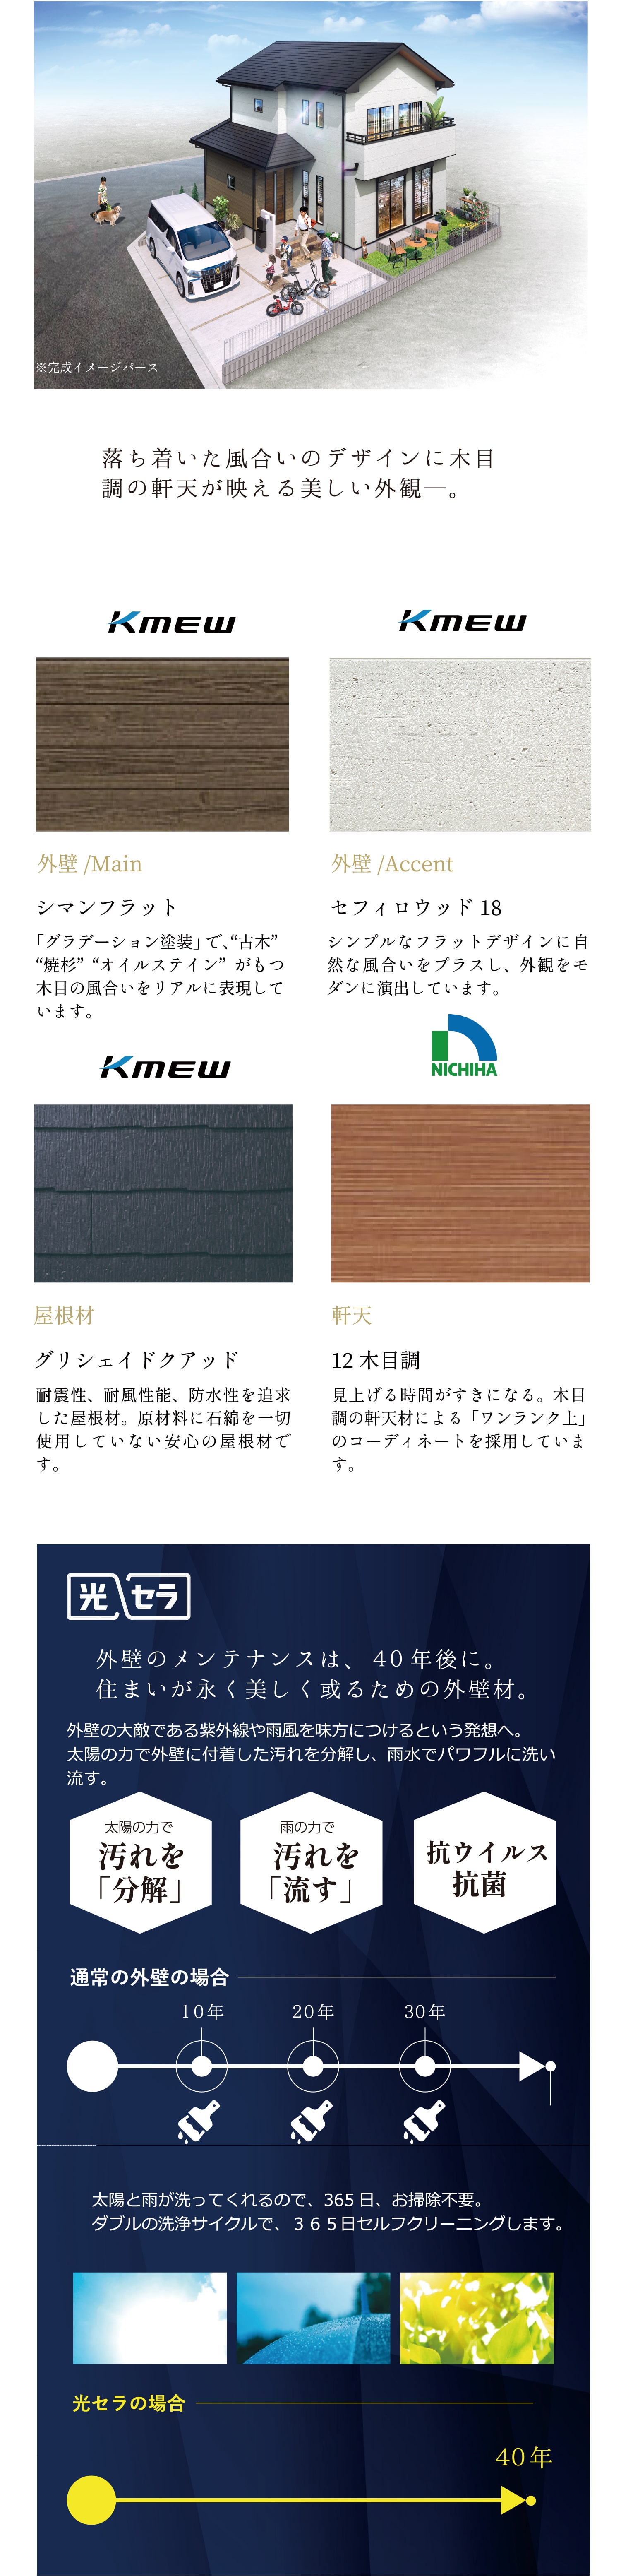 ※完成イメージパース
落ち着いた風合いのデザインに木目
調の軒天が映える美しい外観―。
KMEW
KMEW
外壁 /Main
シマンフラット
「グラデーション塗装」で、“古木”
“焼杉” “オイルステイン” がもつ
木目の風合いをリアルに表現して
います。
外壁 /Accent
セフィロウッド 18
シンプルなフラットデザインに自
然な風合いをプラスし、外観をモ
ダンに演出しています。
KMEW
NICHIHA
屋根材
グリシェイドクアッド
耐震性、耐風性能、防水性を追求
した屋根材。原材料に石綿を一切
使用していない安心の屋根材で
す。
軒天
12 木目調
見上げる時間がすきになる。木目
調の軒天材による「ワンランク上」
のコーディネートを採用していま
す。
光セラ
外壁のメンテナンスは、40 年後に。
住まいが永く美しく或るための外壁材。
外壁の大敵である紫外線や雨風を味方につけるという発想へ。
太陽の力で外壁に付着した汚れを分解し、雨水でパワフルに洗い
流す。
太陽の力で
汚れを
「分解」
雨の力で
汚れを
「流す」
抗ウイルス
抗菌
通常の外壁の場合
10年
20年
30年
太陽と雨が洗ってくれるので、365 日、お掃除不要。
ダブルの洗浄サイクルで、３６５日セルフクリーニングします。
光セラの場合
40年